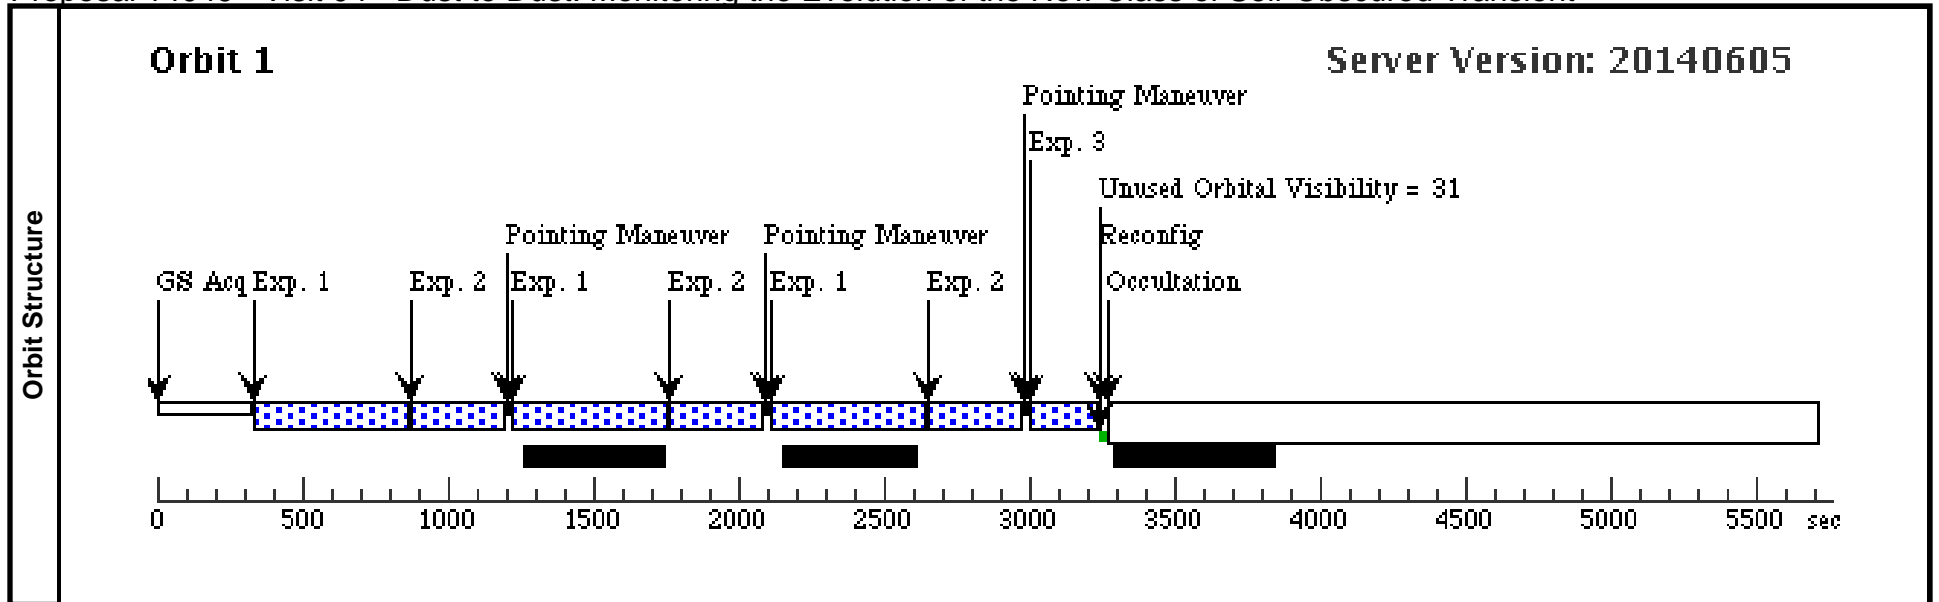 Orbit 1
Server Version: 20140605
Pointing Maneuver
Exp. 3
Unused Orbital Visibility = 31
Pointing Maneuver Pointing Maneuver Reconfig
GS Acq Exp. 1 Exp. 2 Exp. 1 Exp. 2 Exp. 1 Exp. 2 Occultation
Orbit Structure
0 500 1000 1500 2000 2500 3000 3500 4000 4500 5000 5500 sec